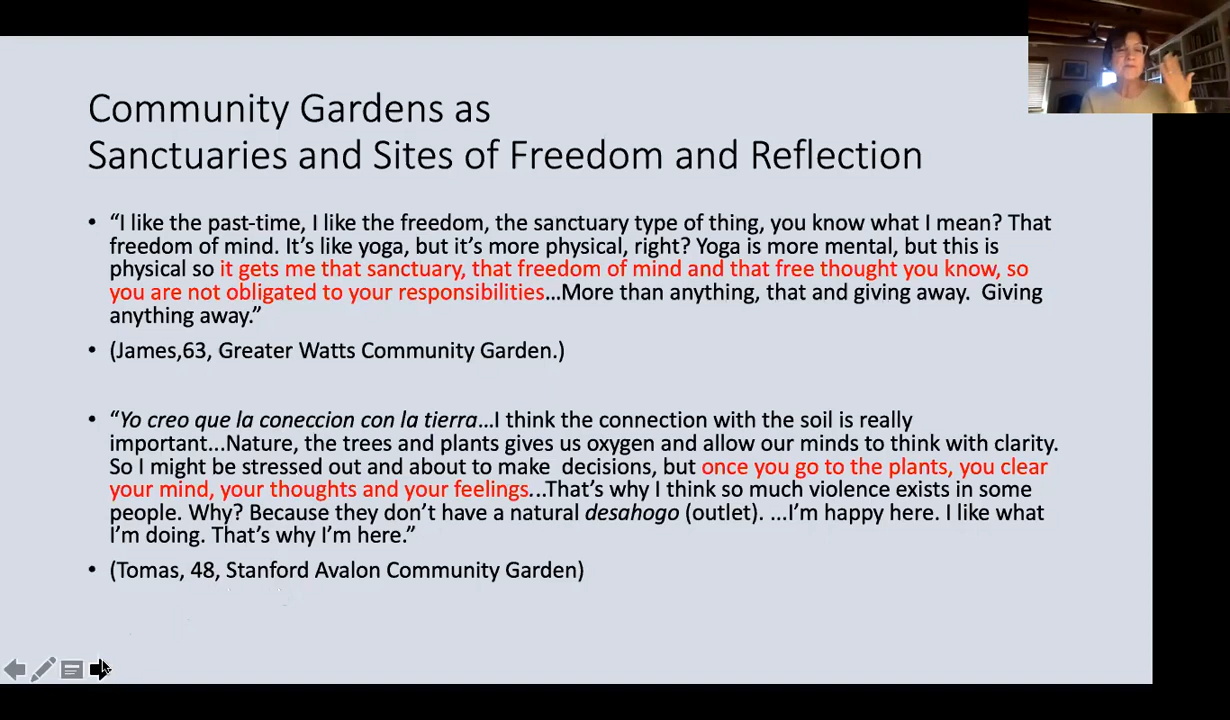 Community Gardens as
Sanctuaries and Sites of Freedom and Reflection
• “I like the past-time, I like the freedom, the sanctuary type of thing, you know what I mean? That
freedom of mind. It’s like yoga, but it’s more physical, right? Yoga is more mental, but this is
physical so it gets me that sanctuary, that freedom of mind and that free thought you know, so
you are not obligated to your responsibilities…More than anything, that and giving away.  Giving
anything away.”
• (James,63, Greater Watts Community Garden.)
• “Yo creo que la coneccion con la tierra…I think the connection with the soil is really
important…Nature, the trees and plants gives us oxygen and allow our minds to think with clarity.
So I might be stressed out and about to make  decisions, but once you go to the plants, you clear
your mind, your thoughts and your feelings...That’s why I think so much violence exists in some
people. Why? Because they don’t have a natural desahogo (outlet). ...I’m happy here. I like what
I’m doing. That’s why I’m here.”
• (Tomas, 48, Stanford Avalon Community Garden)